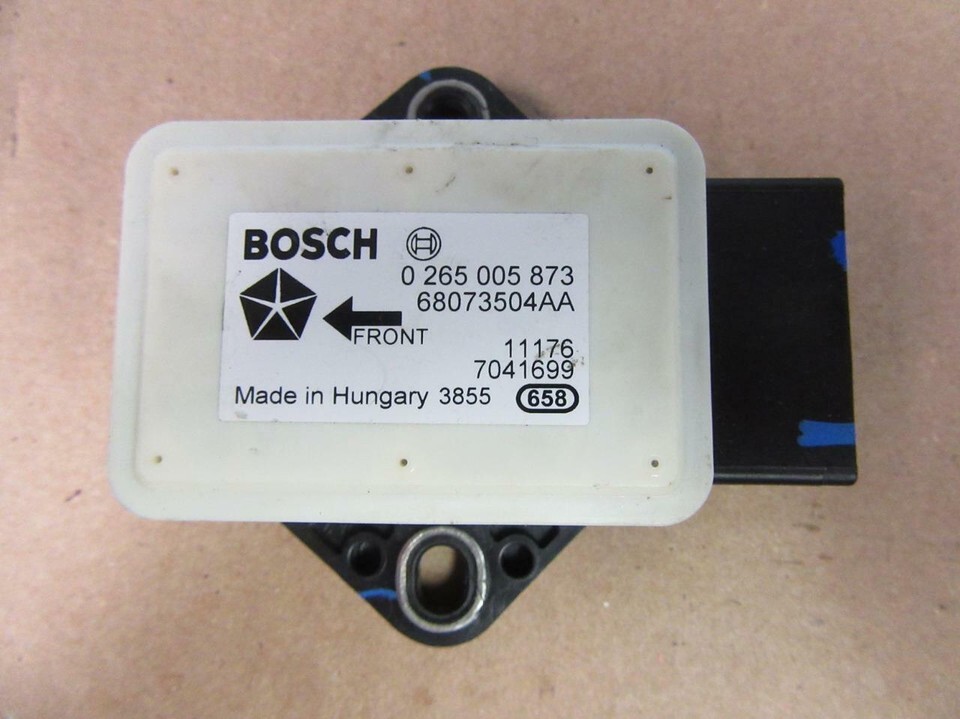 BOSCH
0 265 005 873
68073504AA
FRONT
11176
7041699
Made in Hungary 3855 658